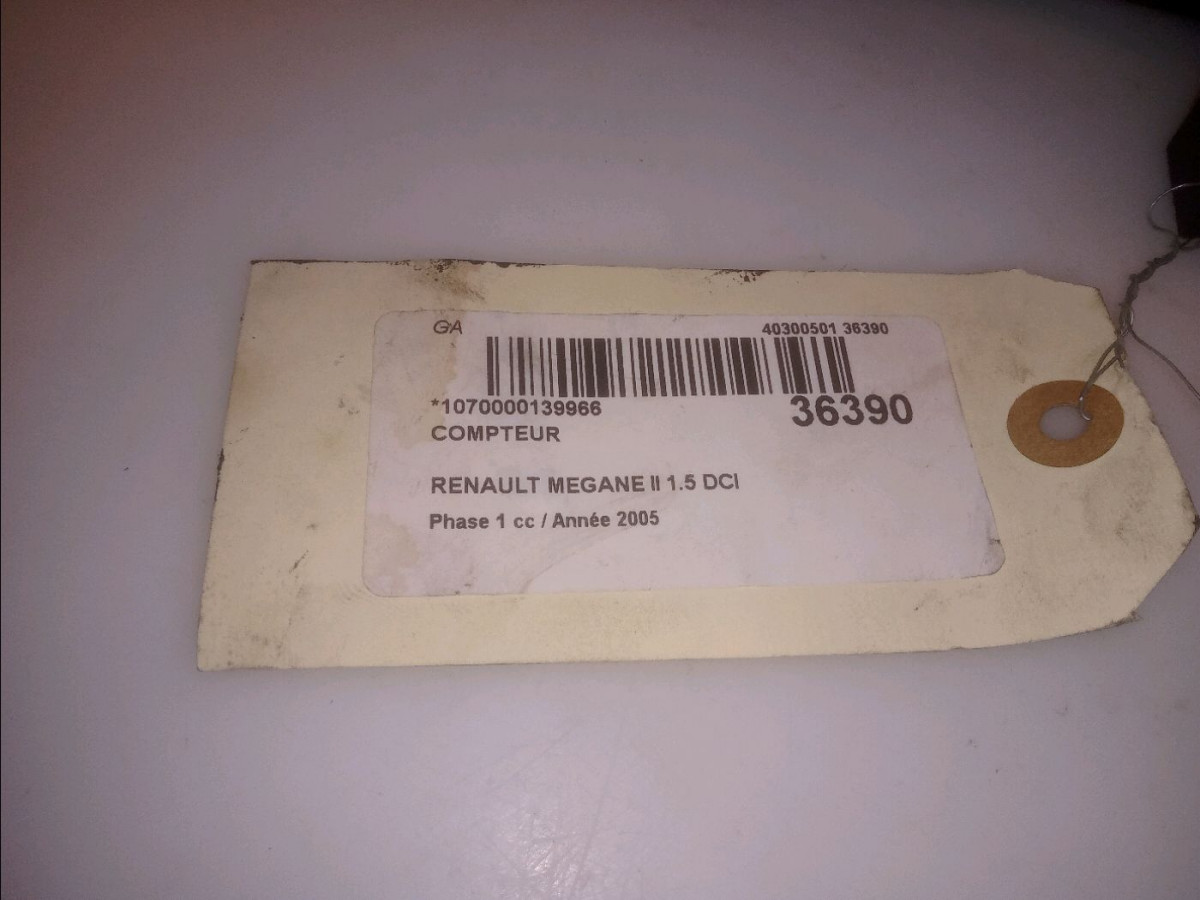 GA 40300501 36390
*1070000139966 36390
COMPTEUR
RENAULT MEGANE II 1.5 DCI
Phase 1 cc / Année 2005